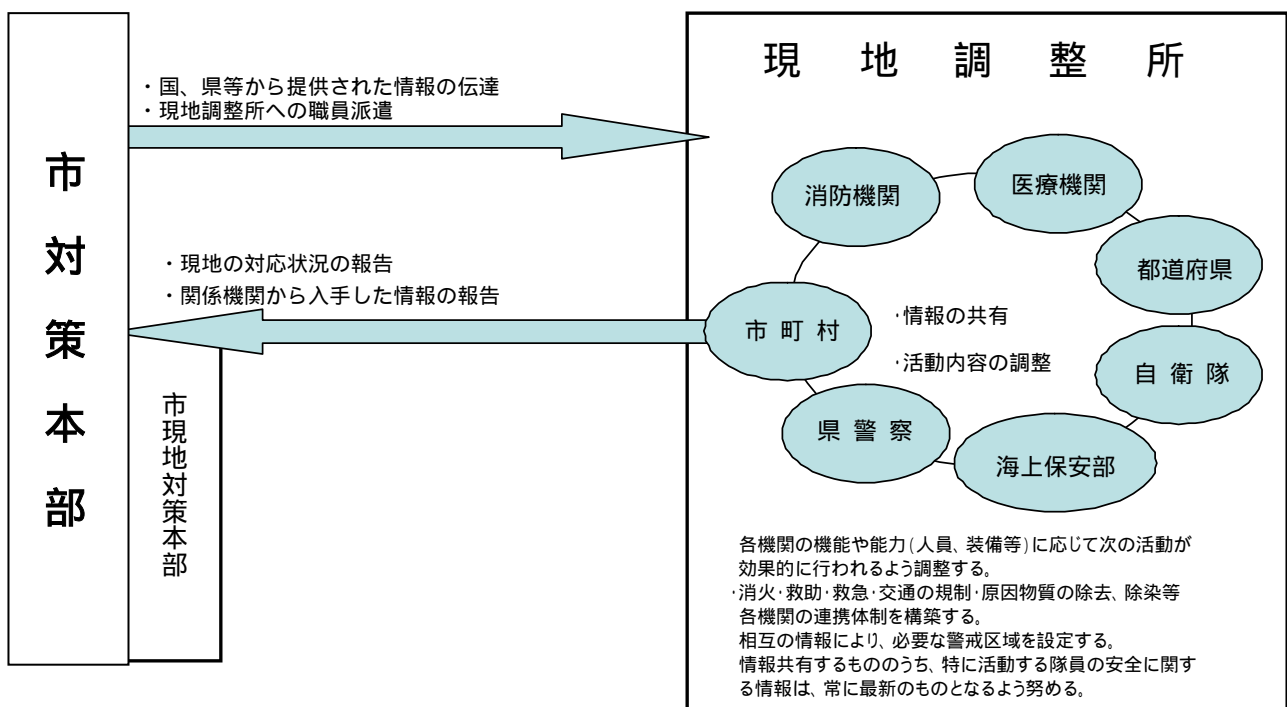 市対策本部
・国、県等から提供された情報の伝達
・現地調整所への職員派遣
・現地の対応状況の報告
・関係機関から入手した情報の報告
市現地対策本部
現地調整所
消防機関
医療機関
都道府県
市町村
・情報の共有
・活動内容の調整
自衛隊
県警察
海上保安部
各機関の機能や能力(人員、装備等)に応じて次の活動が
効果的に行われるよう調整する。
・消火・救助・救急・交通の規制・原因物質の除去、除染等
各機関の連携体制を構築する。
相互の情報により、必要な警戒区域を設定する。
情報共有するもののうち、特に活動する隊員の安全に関す
る情報は、常に最新のものとなるよう努める。